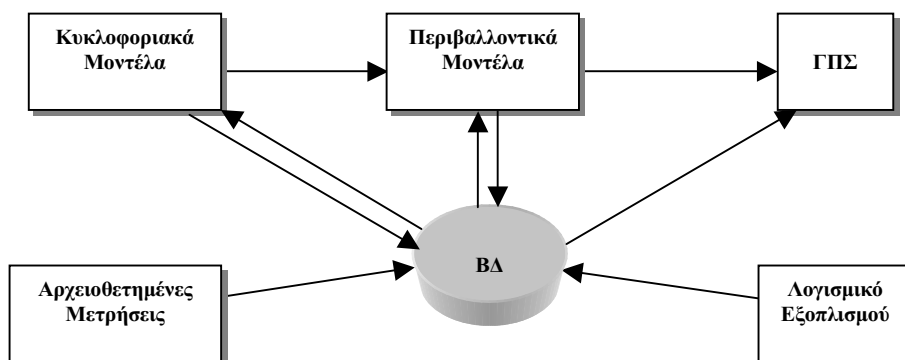 Κυκλοφοριακά
Μοντέλα
Περιβαλλοντικά
Μοντέλα
ΓΠΣ
ΒΔ
Αρχειοθετημένες
Μετρήσεις
Λογισμικό
Εξοπλισμού